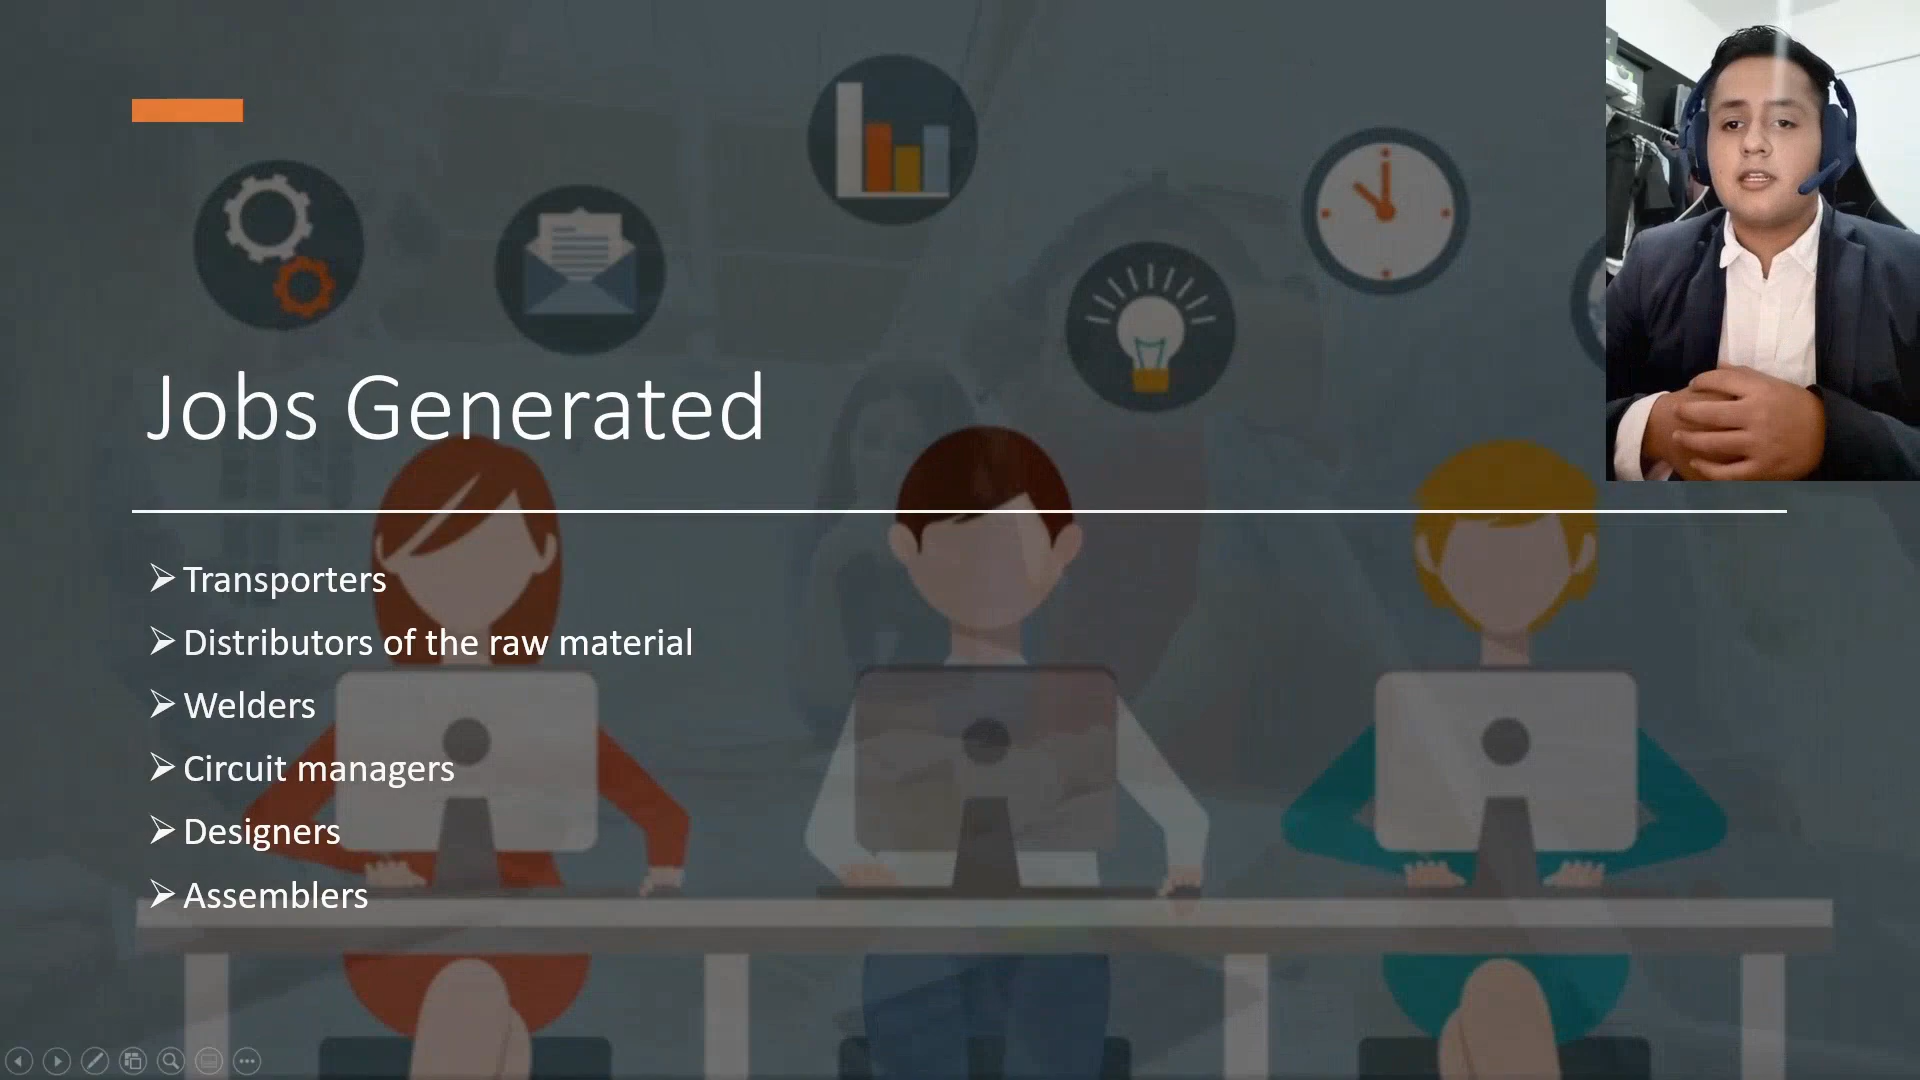 Jobs Generated
Transporters
Distributors of the raw material
Welders
Circuit managers
Designers
Assemblers